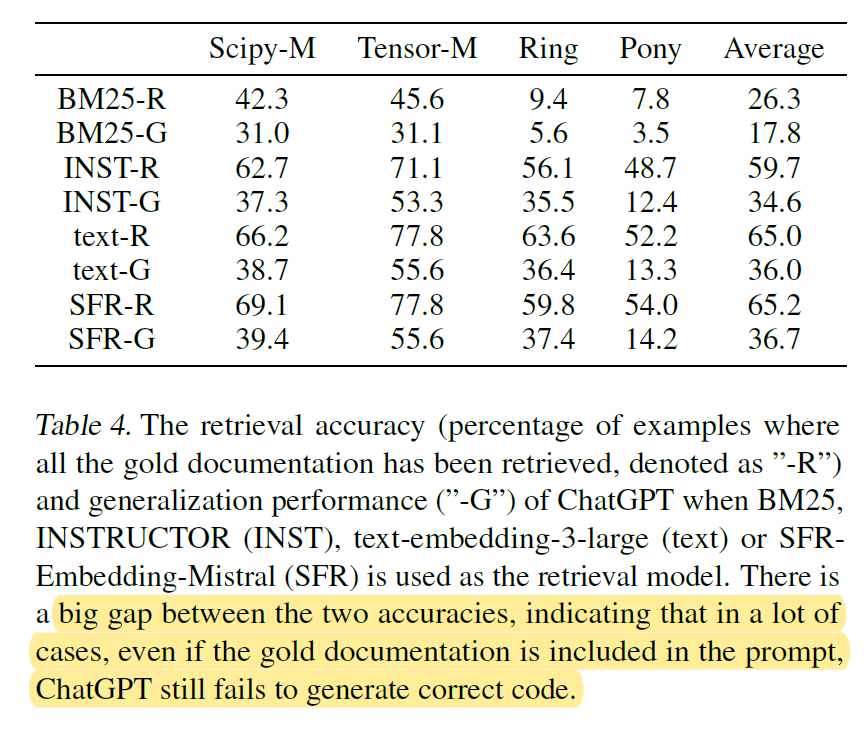 Scipy-M Tensor-M Ring Pony Average
BM25-R 42.3 45.6 9.4 7.8 26.3
BM25-G 31.0 31.1 5.6 3.5 17.8
INST-R 62.7 71.1 56.1 48.7 59.7
INST-G 37.3 53.3 35.5 12.4 34.6
text-R 66.2 77.8 63.6 52.2 65.0
text-G 38.7 55.6 36.4 13.3 36.0
SFR-R 69.1 77.8 59.8 54.0 65.2
SFR-G 39.4 55.6 37.4 14.2 36.7
Table 4. The retrieval accuracy (percentage of examples where
all the gold documentation has been retrieved, denoted as ”-R”)
and generalization performance (”-G”) of ChatGPT when BM25,
INSTRUCTOR (INST), text-embedding-3-large (text) or SFR-
Embedding-Mistral (SFR) is used as the retrieval model. There is
a big gap between the two accuracies, indicating that in a lot of
cases, even if the gold documentation is included in the prompt,
ChatGPT still fails to generate correct code.